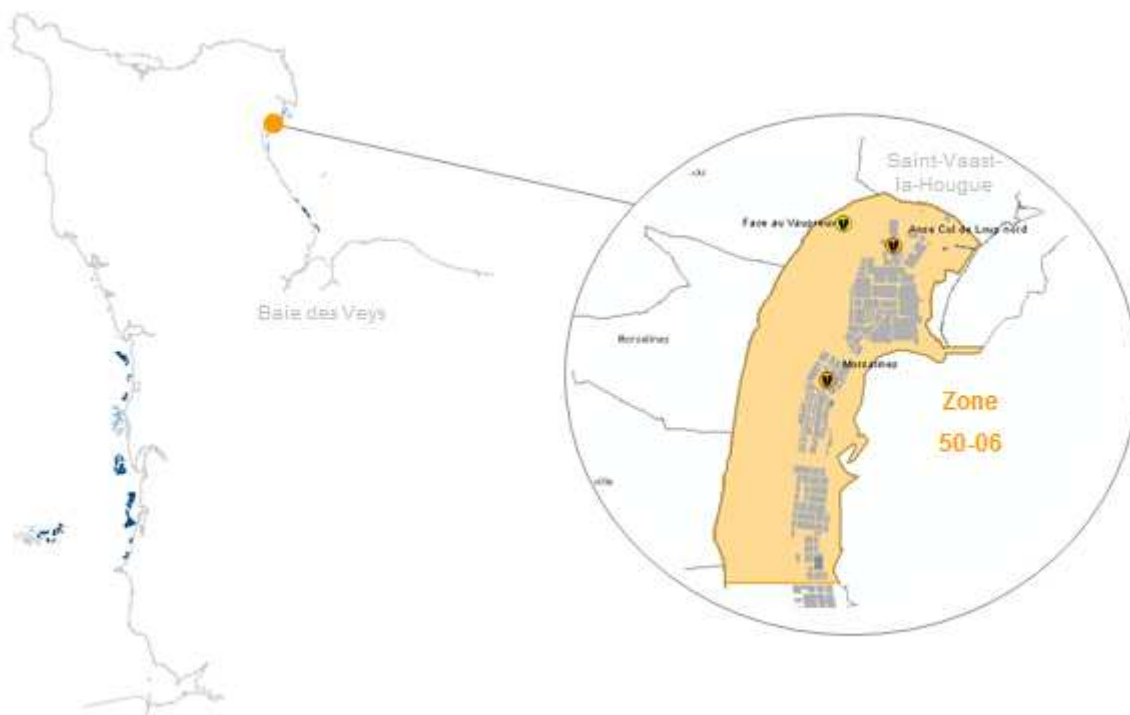 Saint-Vaast-
la-Hougue
Face au Vaupreux
Anse Cul de Loup nord
Baie des Veys
Morsalines
Morsalines
Zone
50-06